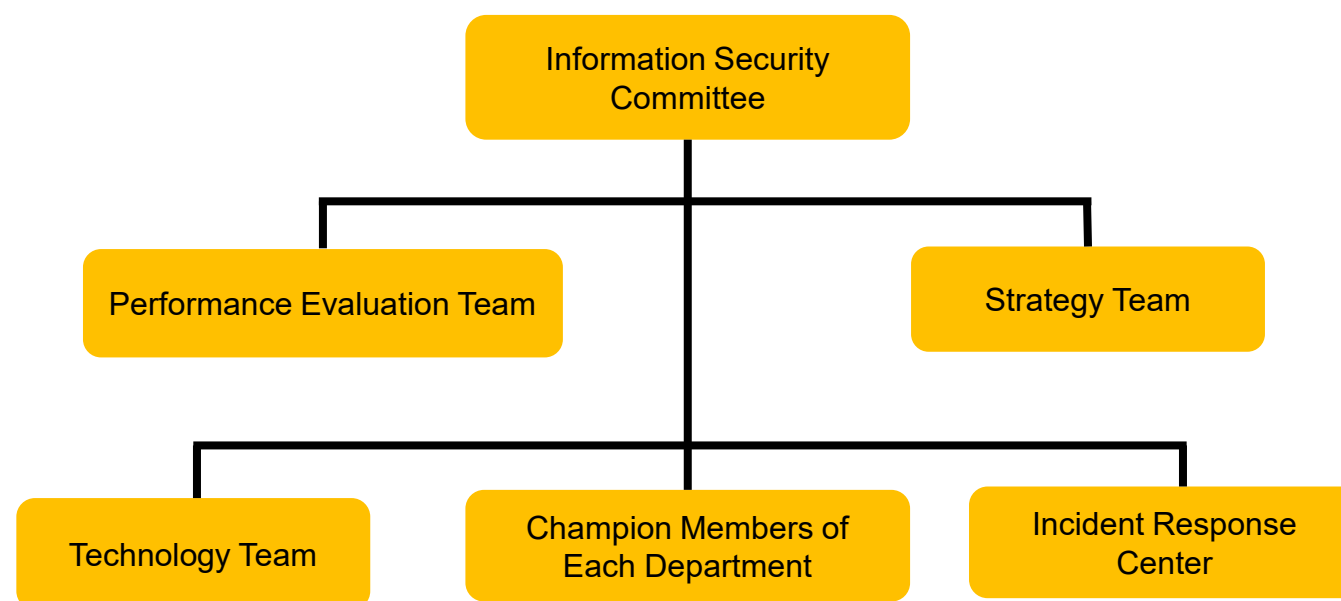 Information Security
Committee
Performance Evaluation Team
Strategy Team
Technology Team
Champion Members of
Each Department
Incident Response
Center